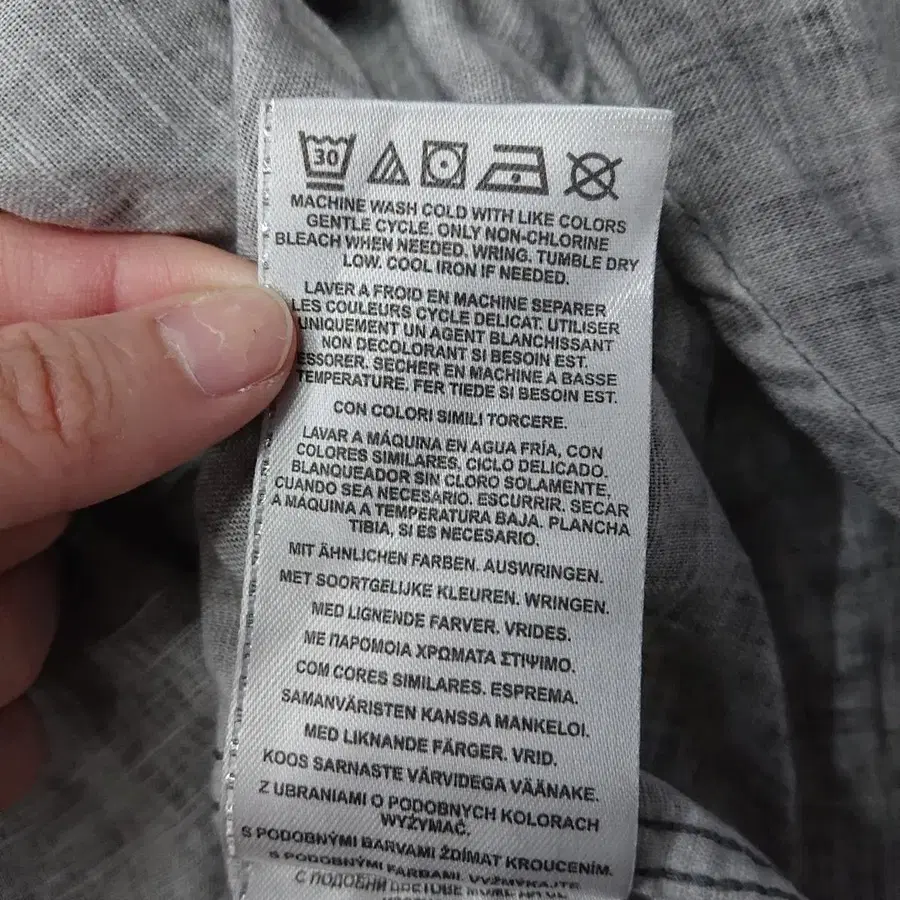 30
MACHINE WASH COLD WITH LIKE COLORS
GENTLE CYCLE. ONLY NON-CHLORINE
BLEACH WHEN NEEDED. WRING. TUMBLE DRY
LOW. COOL IRON IF NEEDED.
LAVER A FROID EN MACHINE SEPARER
LES COULEURS CYCLE DELICAT. UTILISER
UNIQUEMENT UN AGENT BLANCHISSANT
NON DECOLORANT SI BESOIN EST.
ESSORER. SECHER EN MACHINE A BASSE
TEMPERATURE. FER TIEDE SI BESOIN EST.
CON COLORI SIMILI TORCERE.
LAVAR A MÁQUINA EN AGUA FRÍA, CON
COLORES SIMILARES. CICLO DELICADO.
BLANQUEADOR SIN CLORO SOLAMENTE,
CUANDO SEA NECESARIO. ESCURRIR. SECAR
A MÁQUINA A TEMPERATURA BAJA. PLANCHA
TIBIA, SI ES NECESARIO.
MIT ÄHNLICHEN FARBEN. AUSWRINGEN.
MET SOORTGELIJKE KLEUREN. WRINGEN.
MED LIGNENDE FARVER. VRIDES.
ΜΕ ΠΑΡΟΜΟΙΑ ΧΡΩΜΑΤΑ ΣΤΙΨΙΜΟ.
COM CORES SIMILARES. ESPREMA.
SAMANVÄRISTEN KANSSA MANKELOI.
MED LIKNANDE FÄRGER. VRID.
KOOS SARNASTE VÄRVIDEGA VÄÄNAKE.
Z UBRANIAMI O PODOBNYCH KOLORACH
WYŻYMAĆ.
S PODOBNÝMI BARVAMI ŽDÍMAT KROUCENÍM.
S PODOBNÝMI FARBAMI. VYŽMÝKAJTE